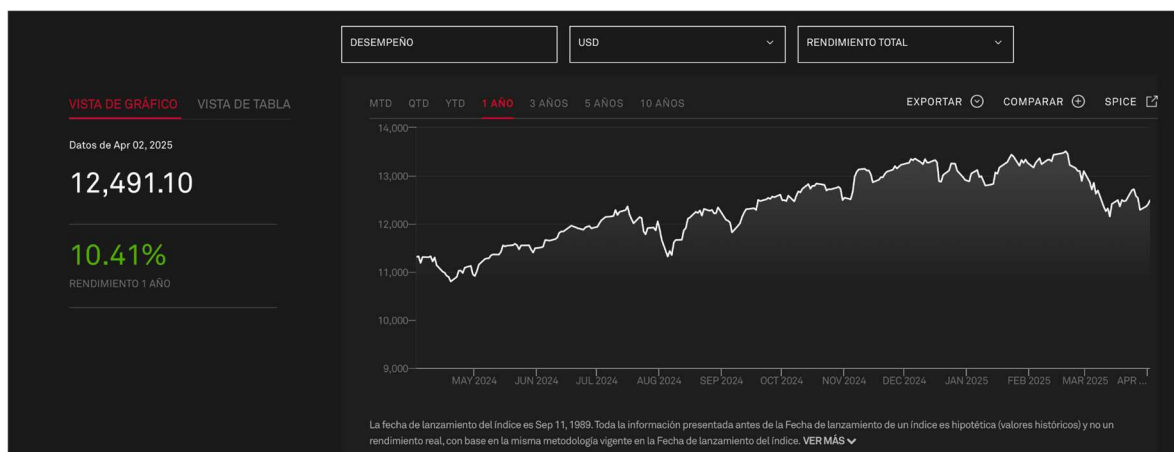 DESEMPEÑO
USD
RENDIMIENTO TOTAL
VISTA DE GRÁFICO VISTA DE TABLA
MTD QTD YTD 1 AÑO 3 AÑOS 5 AÑOS 10 AÑOS
EXPORTAR COMPARAR SPICE
Datos de Apr 02, 2025
12,491.10
10.41%
RENDIMIENTO 1 AÑO
14,000
13,000
12,000
11,000
10,000
9,000
MAY 2024 JUN 2024 JUL 2024 AUG 2024 SEP 2024 OCT 2024 NOV 2024 DEC 2024 JAN 2025 FEB 2025 MAR 2025 APR ...
La fecha de lanzamiento del índice es Sep 11, 1989. Toda la información presentada antes de la Fecha de lanzamiento de un índice es hipotética (valores históricos) y no un
rendimiento real, con base en la misma metodología vigente en la Fecha de lanzamiento del índice. VER MÁS